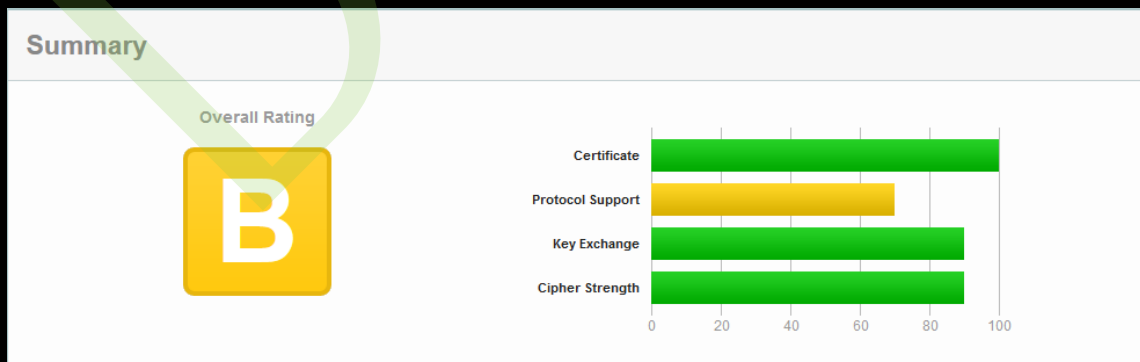 Summary
Overall Rating
B
Certificate
Protocol Support
Key Exchange
Cipher Strength
0 20 40 60 80 100